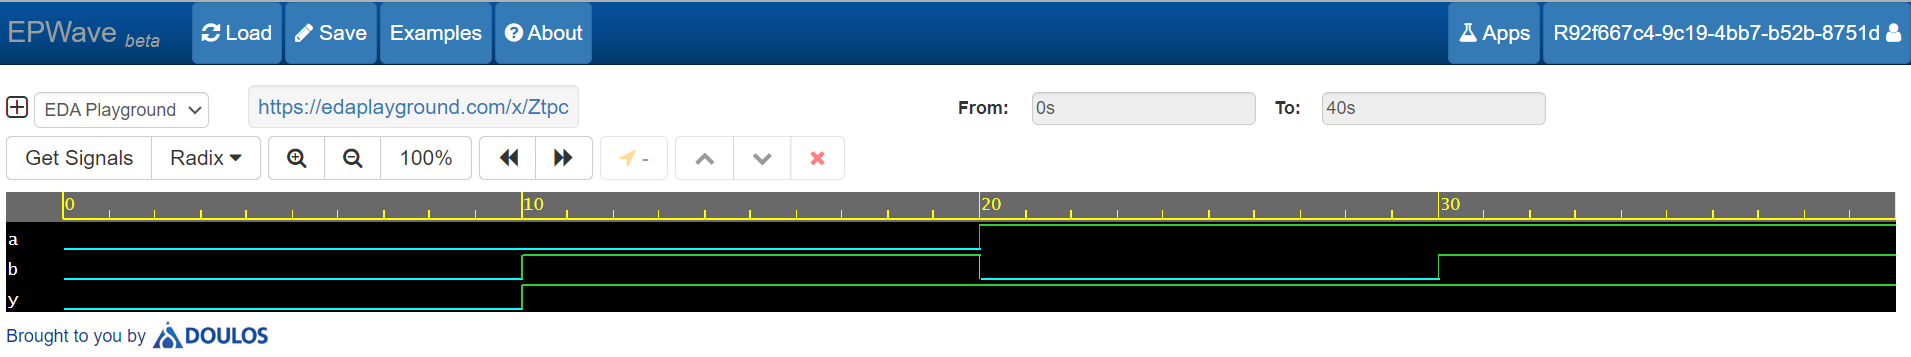 EPWave beta Load Save Examples About Apps R92f667c4-9c19-4bb7-b52b-8751d
EDA Playground https://edaplayground.com/x/Ztpc From: 0s To: 40s
Get Signals Radix 100% -
0 10 20 30
a
b
y
Brought to you by DOULOS